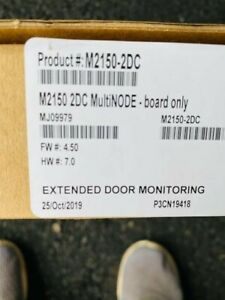 Product #: M2150-2DC
M2150 2DC MultiNODE - board only
MJ09979 M2150-2DC
FW #: 4.50
HW #: 7.0
EXTENDED DOOR MONITORING
25/Oct/2019 P3CN19418